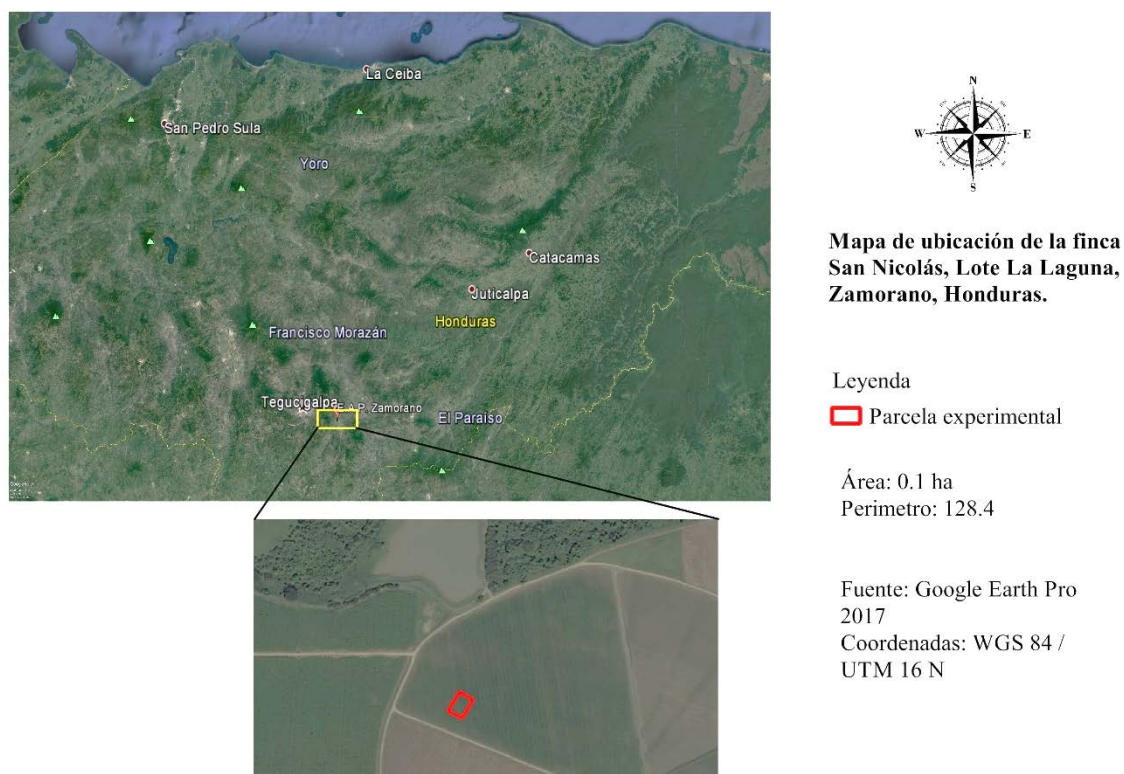 La Ceiba
San Pedro Sula
Yoro
Catacamas
Juticalpa
Honduras
Francisco Morazán
Tegucigalpa
E.A.P. Zamorano
El Paraíso
N
W
E
S
Mapa de ubicación de la finca
San Nicolás, Lote La Laguna,
Zamorano, Honduras.
Leyenda
Parcela experimental
Área: 0.1 ha
Perimetro: 128.4
Fuente: Google Earth Pro
2017
Coordenadas: WGS 84 /
UTM 16 N